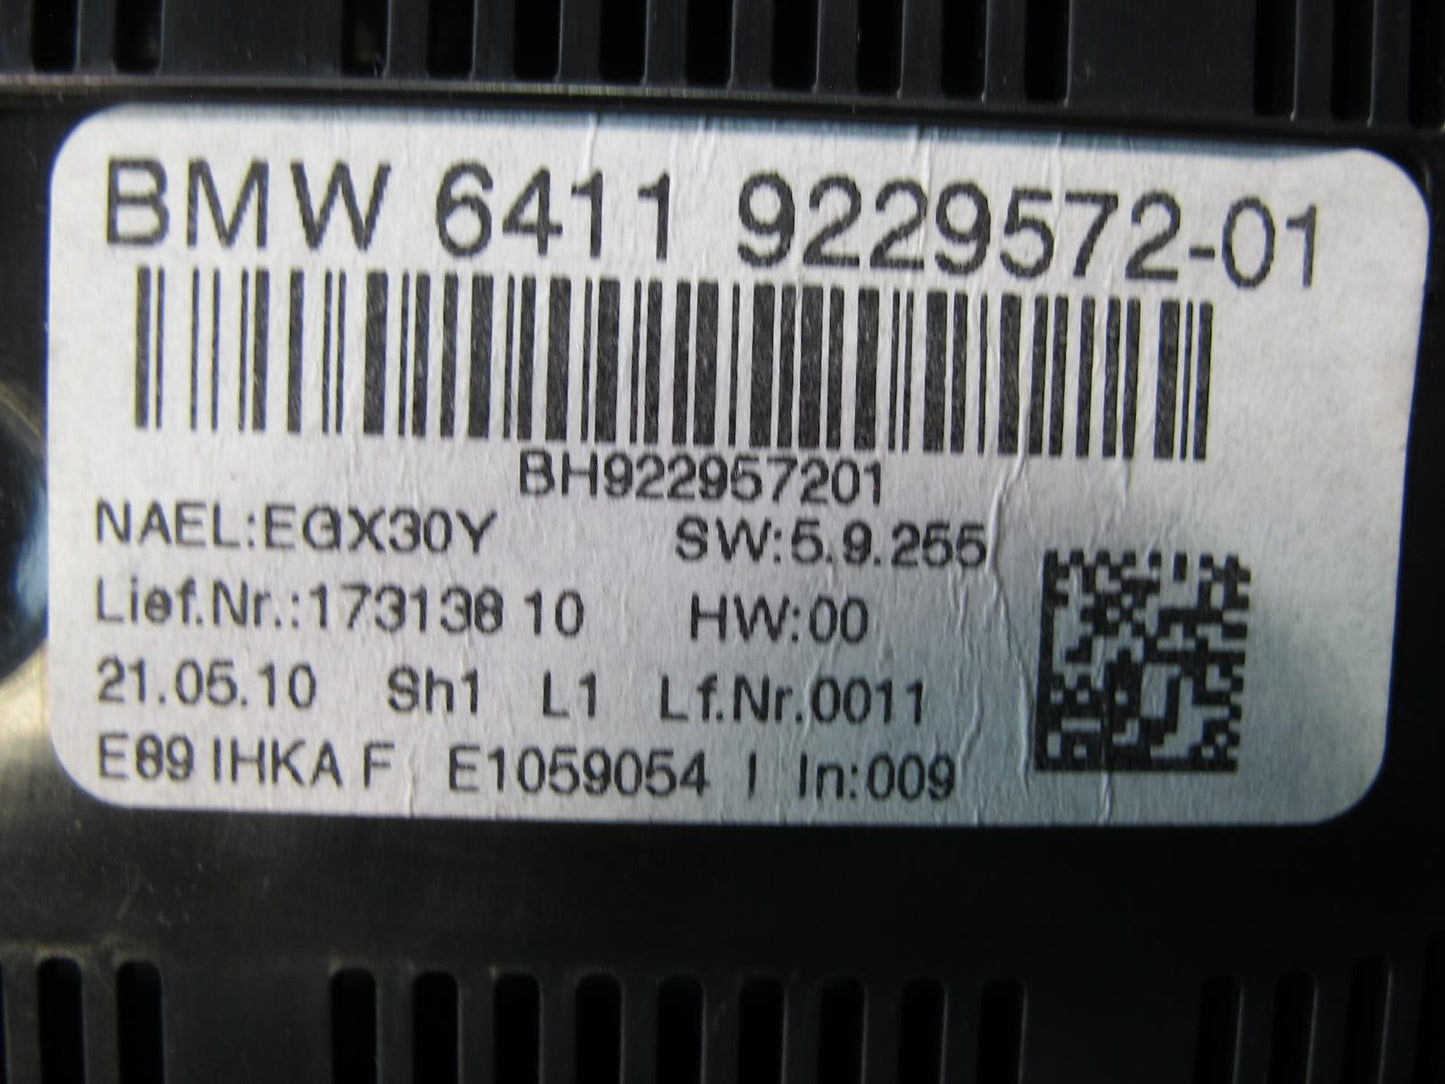 BMW 6411 9229572-01
BH922957201
NAEL:EGX30Y SW:5.9.255
Lief.Nr.:173138 10 HW:00
21.05.10 Sh1 L1 Lf.Nr.0011
E89 IHKA F E1059054 I In:009